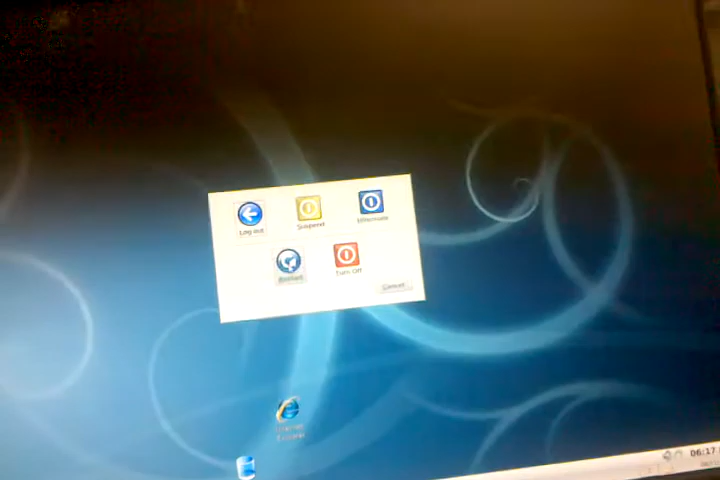 Log out
Suspend
Hibernate
Restart
Turn Off
Cancel
Internet
Explorer
06:17